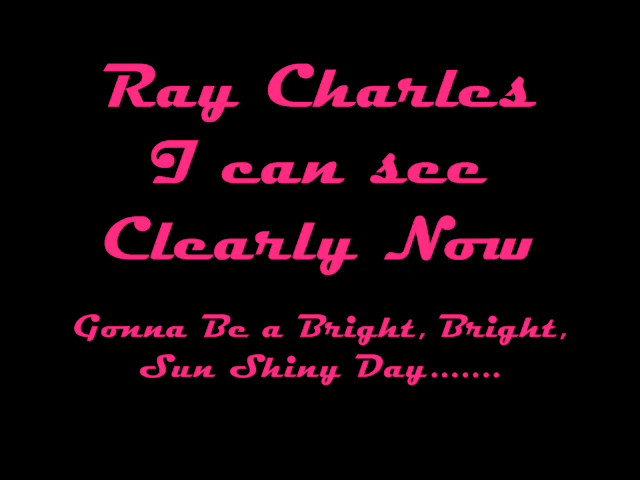 Ray Charles
I can see
Clearly Now
Gonna Be a Bright, Bright,
Sun Shiny Day.......